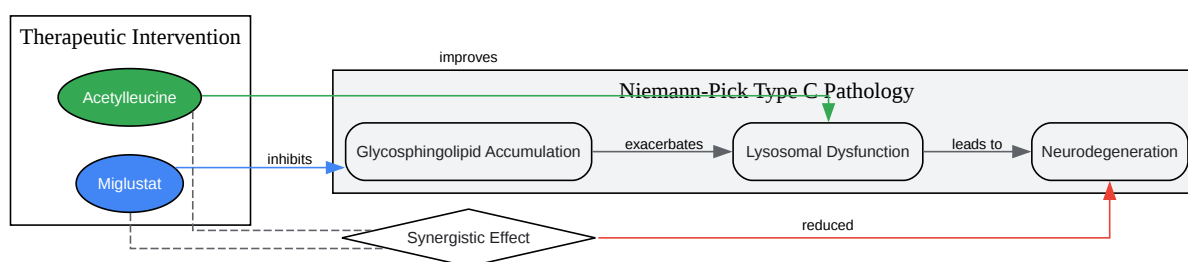 Therapeutic Intervention
improves
Niemann-Pick Type C Pathology
Acetylleucine
Miglustat
inhibits
Glycosphingolipid Accumulation
exacerbates
Lysosomal Dysfunction
leads to
Neurodegeneration
Synergistic Effect
reduced